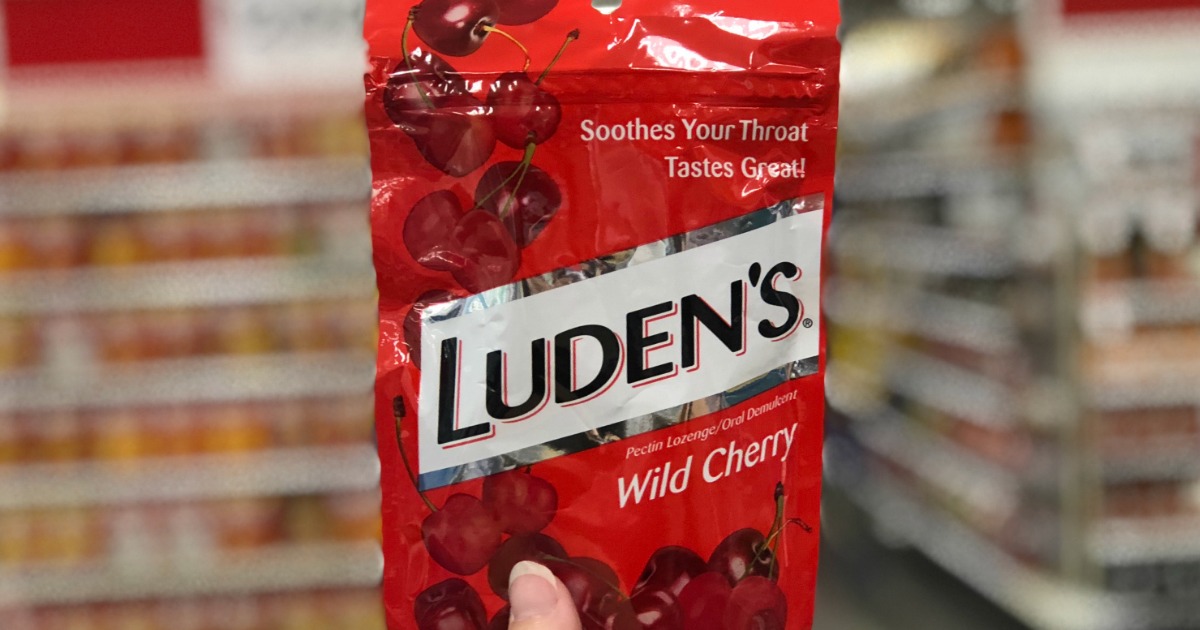 Soothes Your Throat
Tastes Great!
LUDEN'S®
Pectin Lozenge/Oral Demulcent
Wild Cherry